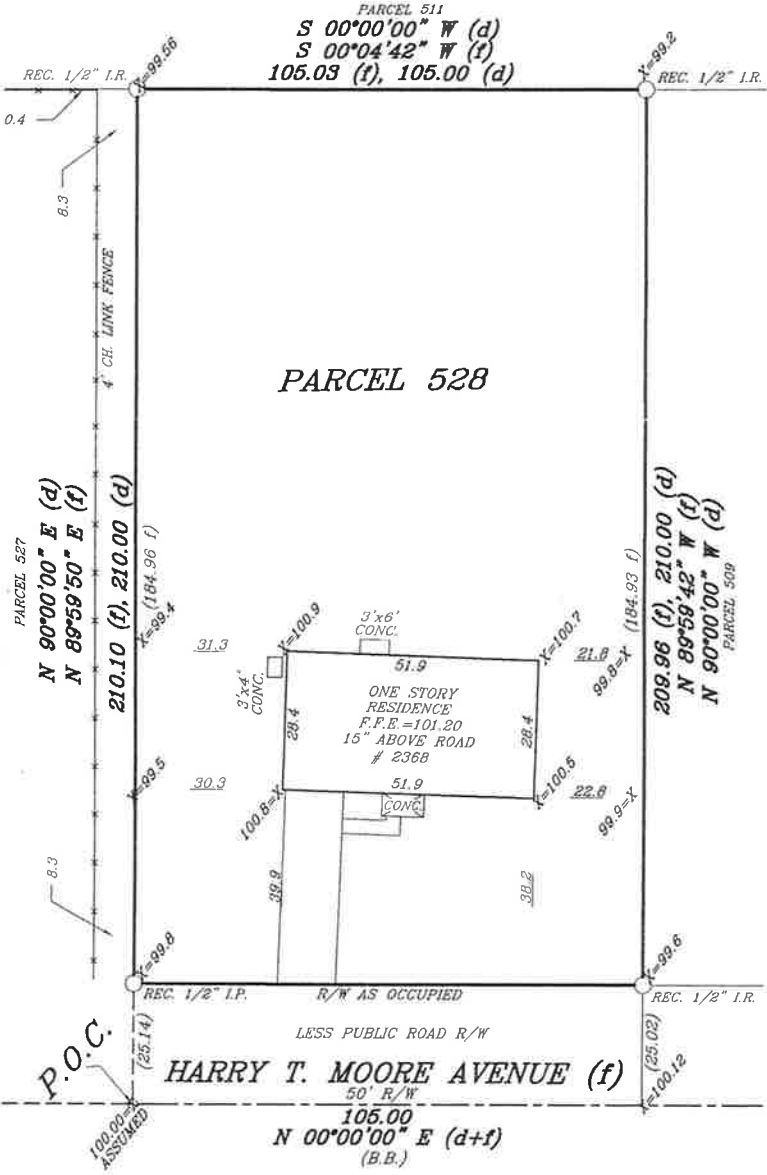 PARCEL 511
S 00°00'00" W (d)
S 00°04'42" W (f)
105.03 (f), 105.00 (d)
X=99.56
X=99.2
REC. 1/2" I.R.
REC. 1/2" I.R.
0.4
8.3
4' CH. LINK FENCE
PARCEL 528
PARCEL 527
N 90°00'00" E (d)
N 89°59'50" E (f)
210.10 (f), 210.00 (d)
(184.96 f)
X=99.4
(184.93 f)
209.96 (f), 210.00 (d)
N 89°59'42" W (f)
N 90°00'00" W (d)
PARCEL 509
31.3
X=100.9
3'x6'
CONC.
51.9
X=100.7
21.8
99.8=X
3'x4'
CONC.
28.4
ONE STORY
RESIDENCE
F.F.E.=101.20
15" ABOVE ROAD
# 2368
28.4
X=99.5
30.3
100.8=X
51.9
CONC.
X=100.5
22.8
99.9=X
8.3
39.9
38.2
X=99.8
X=99.6
REC. 1/2" I.P.
R/W AS OCCUPIED
REC. 1/2" I.R.
(25.14)
LESS PUBLIC ROAD R/W
(25.02)
P.O.C.
HARRY T. MOORE AVENUE (f)
50' R/W
X=100.12
100.00=X
ASSUMED
105.00
N 00°00'00" E (d+f)
(B.B.)